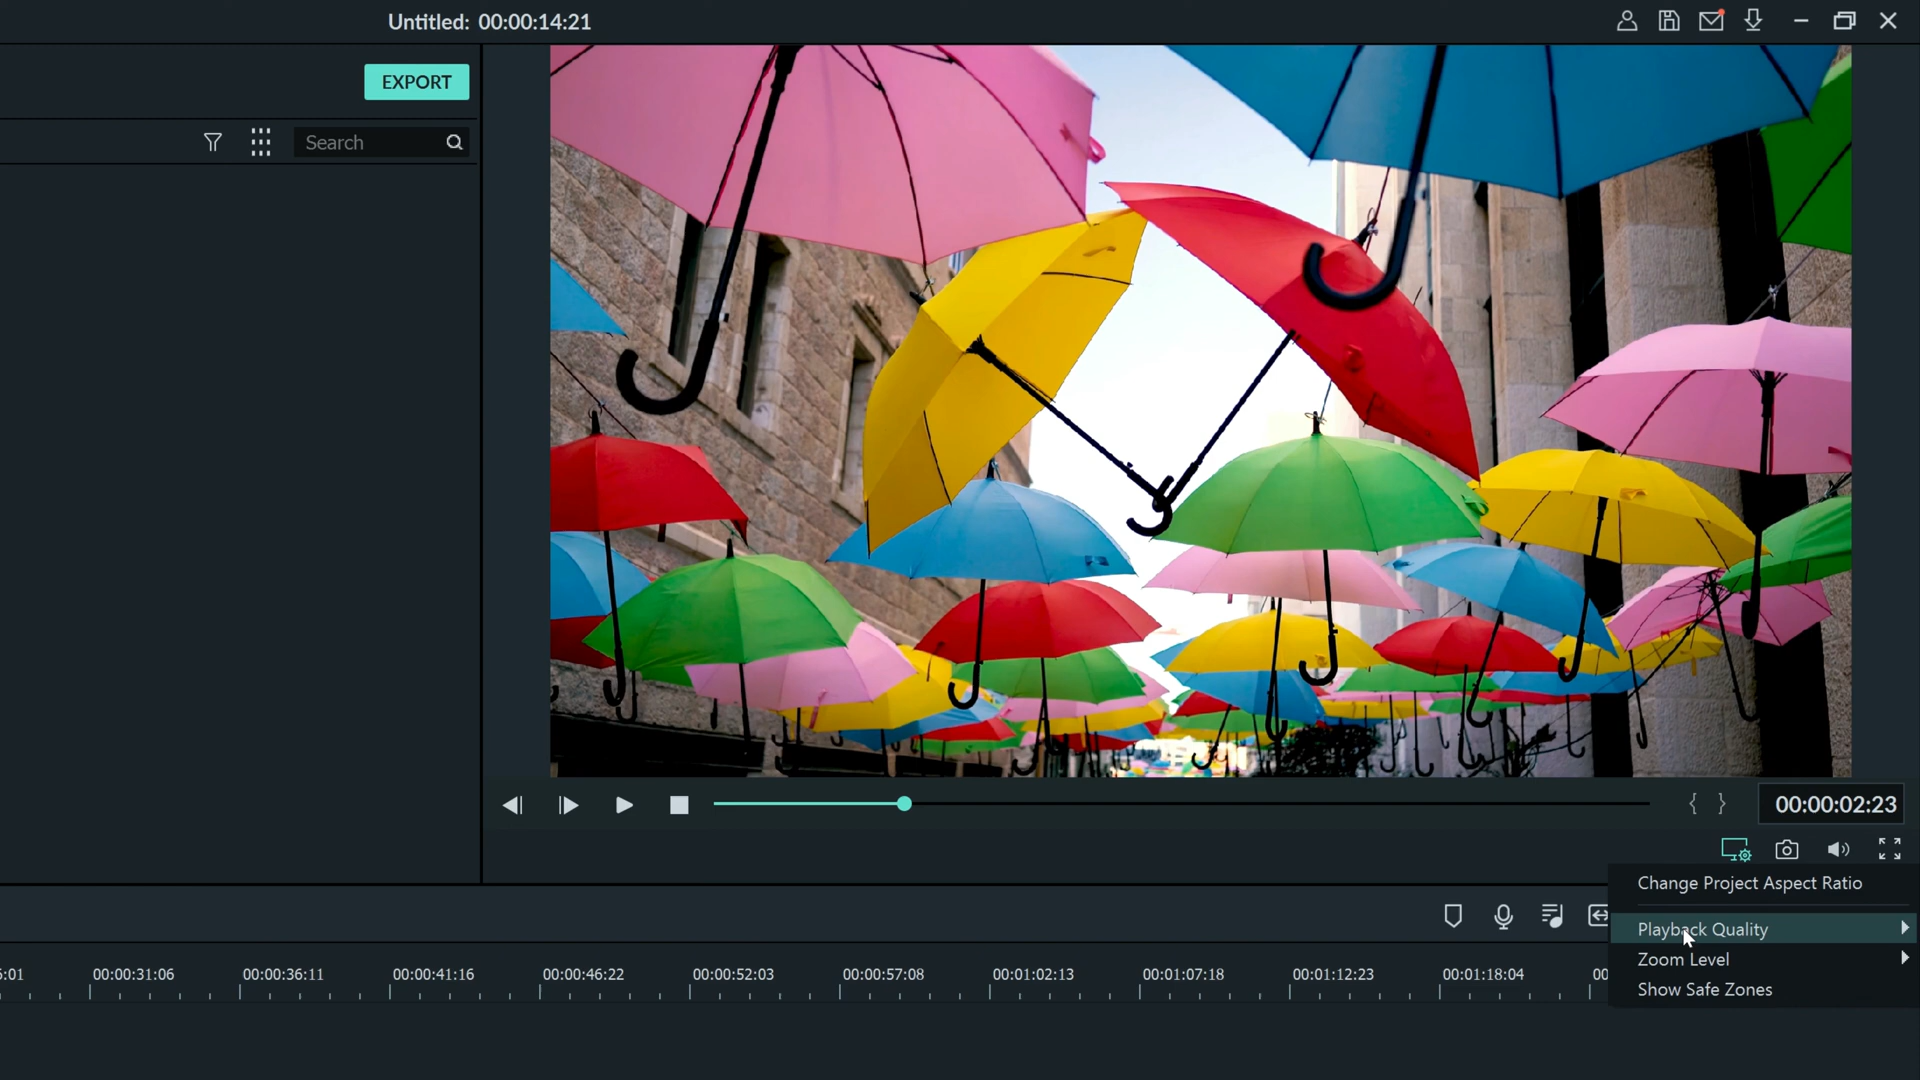 Untitled: 00:00:14:21
EXPORT
Search
{ }
00:00:02:23
Change Project Aspect Ratio
Playback Quality
Zoom Level
Show Safe Zones
:01 00:00:31:06 00:00:36:11 00:00:41:16 00:00:46:22 00:00:52:03 00:00:57:08 00:01:02:13 00:01:07:18 00:01:12:23 00:01:18:04 00